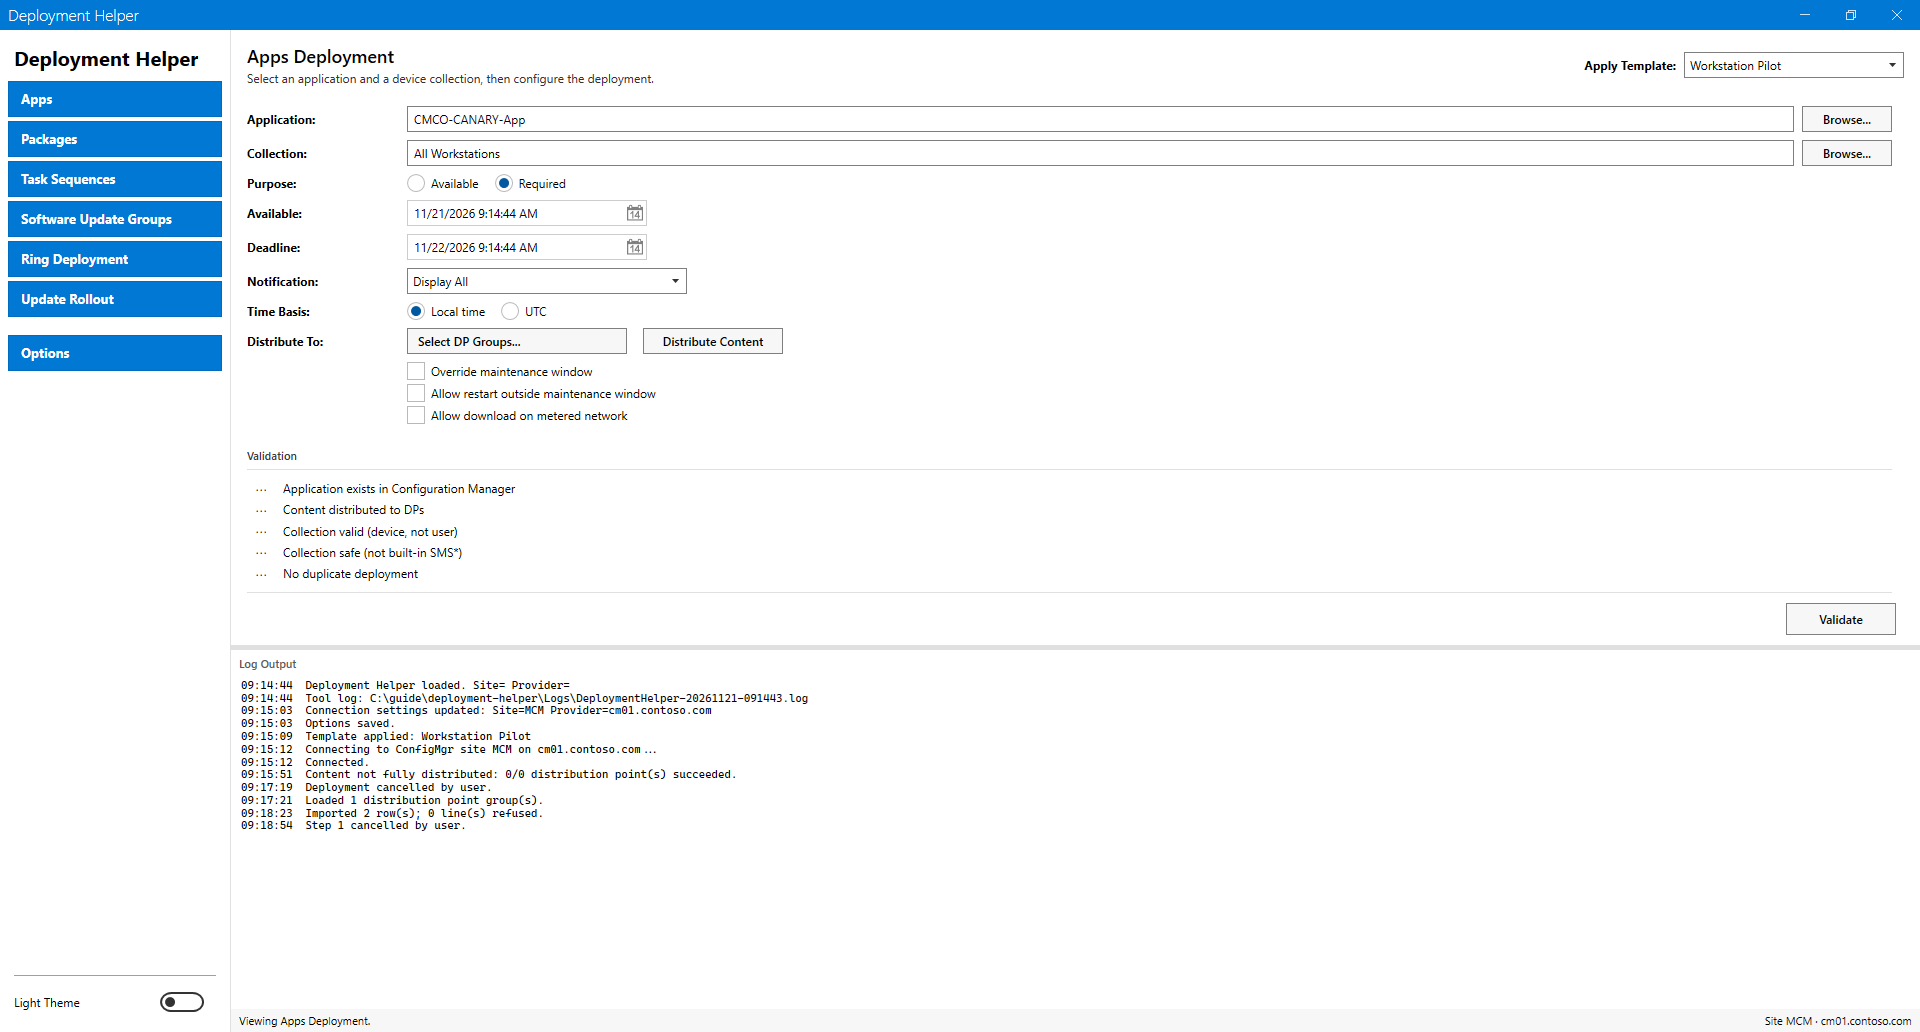 Deployment Helper
Deployment Helper
Apps
Packages
Task Sequences
Software Update Groups
Ring Deployment
Update Rollout
Options
Light Theme
Apps Deployment
Select an application and a device collection, then configure the deployment.
Apply Template: Workstation Pilot
Application: CMCO-CANARY-App Browse...
Collection: All Workstations Browse...
Purpose: Available Required
Available: 11/21/2026 9:14:44 AM 14
Deadline: 11/22/2026 9:14:44 AM 14
Notification: Display All
Time Basis: Local time UTC
Distribute To: Select DP Groups... Distribute Content
Override maintenance window
Allow restart outside maintenance window
Allow download on metered network
Validation
... Application exists in Configuration Manager
... Content distributed to DPs
... Collection valid (device, not user)
... Collection safe (not built-in SMS*)
... No duplicate deployment
Validate
Log Output
09:14:44 Deployment Helper loaded. Site= Provider=
09:14:44 Tool log: C:\guide\deployment-helper\Logs\DeploymentHelper-20261121-091443.log
09:15:03 Connection settings updated: Site=MCM Provider=cm01.contoso.com
09:15:03 Options saved.
09:15:09 Template applied: Workstation Pilot
09:15:12 Connecting to ConfigMgr site MCM on cm01.contoso.com...
09:15:12 Connected.
09:15:51 Content not fully distributed: 0/0 distribution point(s) succeeded.
09:17:19 Deployment cancelled by user.
09:17:21 Loaded 1 distribution point group(s).
09:18:23 Imported 2 row(s); 0 line(s) refused.
09:18:54 Step 1 cancelled by user.
Viewing Apps Deployment.
Site MCM · cm01.contoso.com